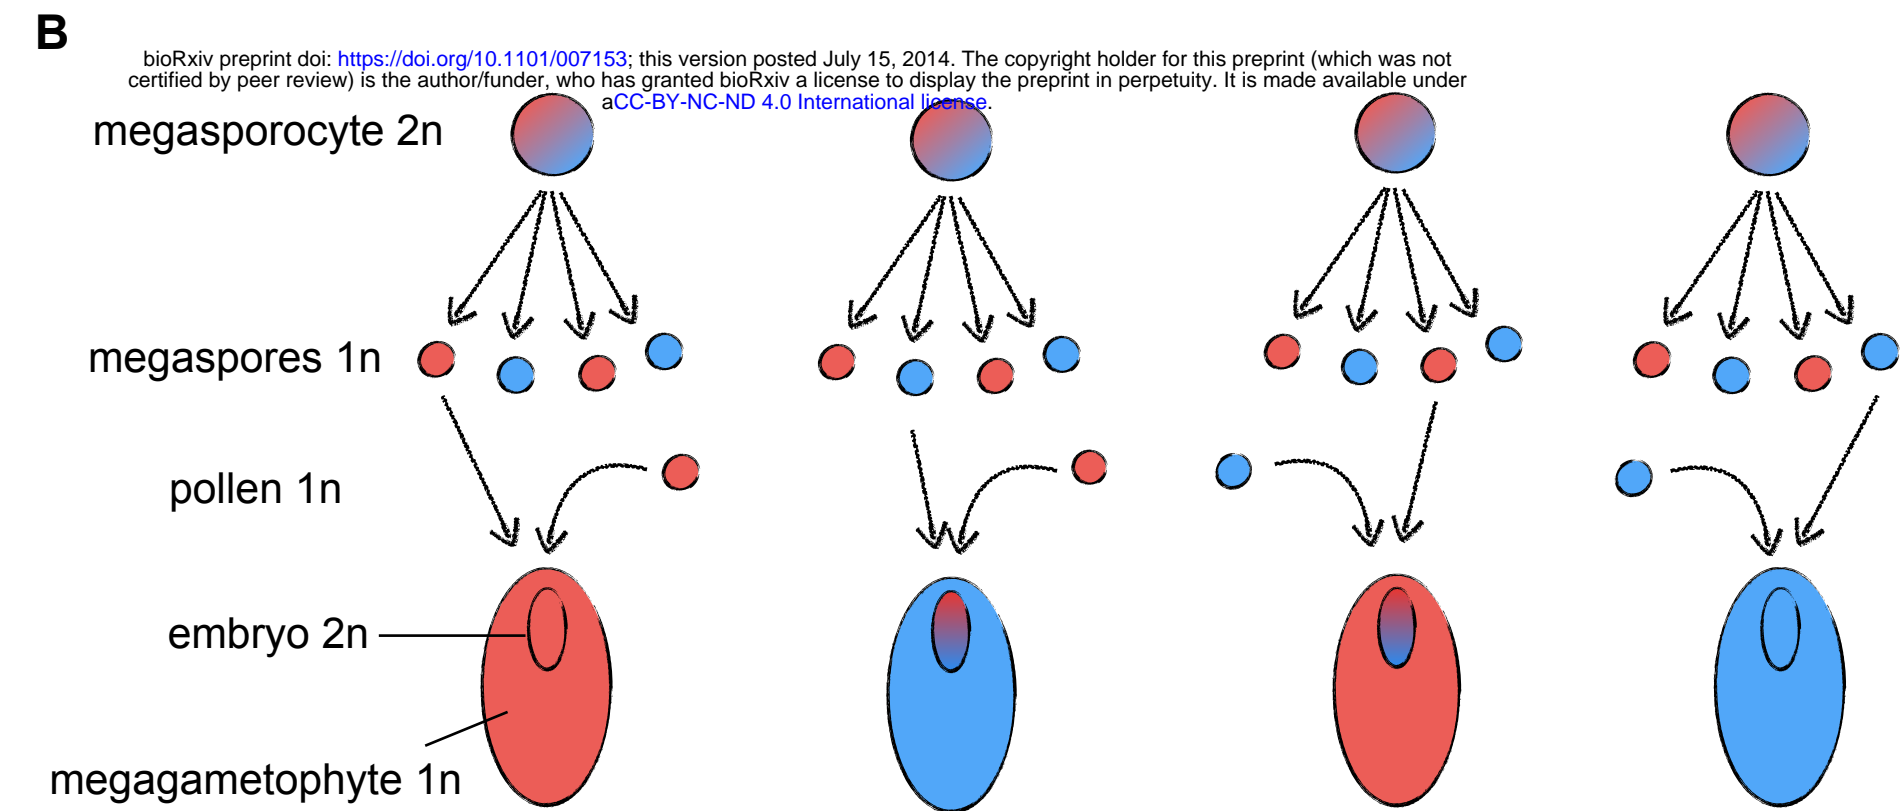 B
bioRxiv preprint doi: https://doi.org/10.1101/007153; this version posted July 15, 2014. The copyright holder for this preprint (which was not
certified by peer review) is the author/funder, who has granted bioRxiv a license to display the preprint in perpetuity. It is made available under
aCC-BY-NC-ND 4.0 International license.
megasporocyte 2n
megaspores 1n
pollen 1n
embryo 2n
megagametophyte 1n